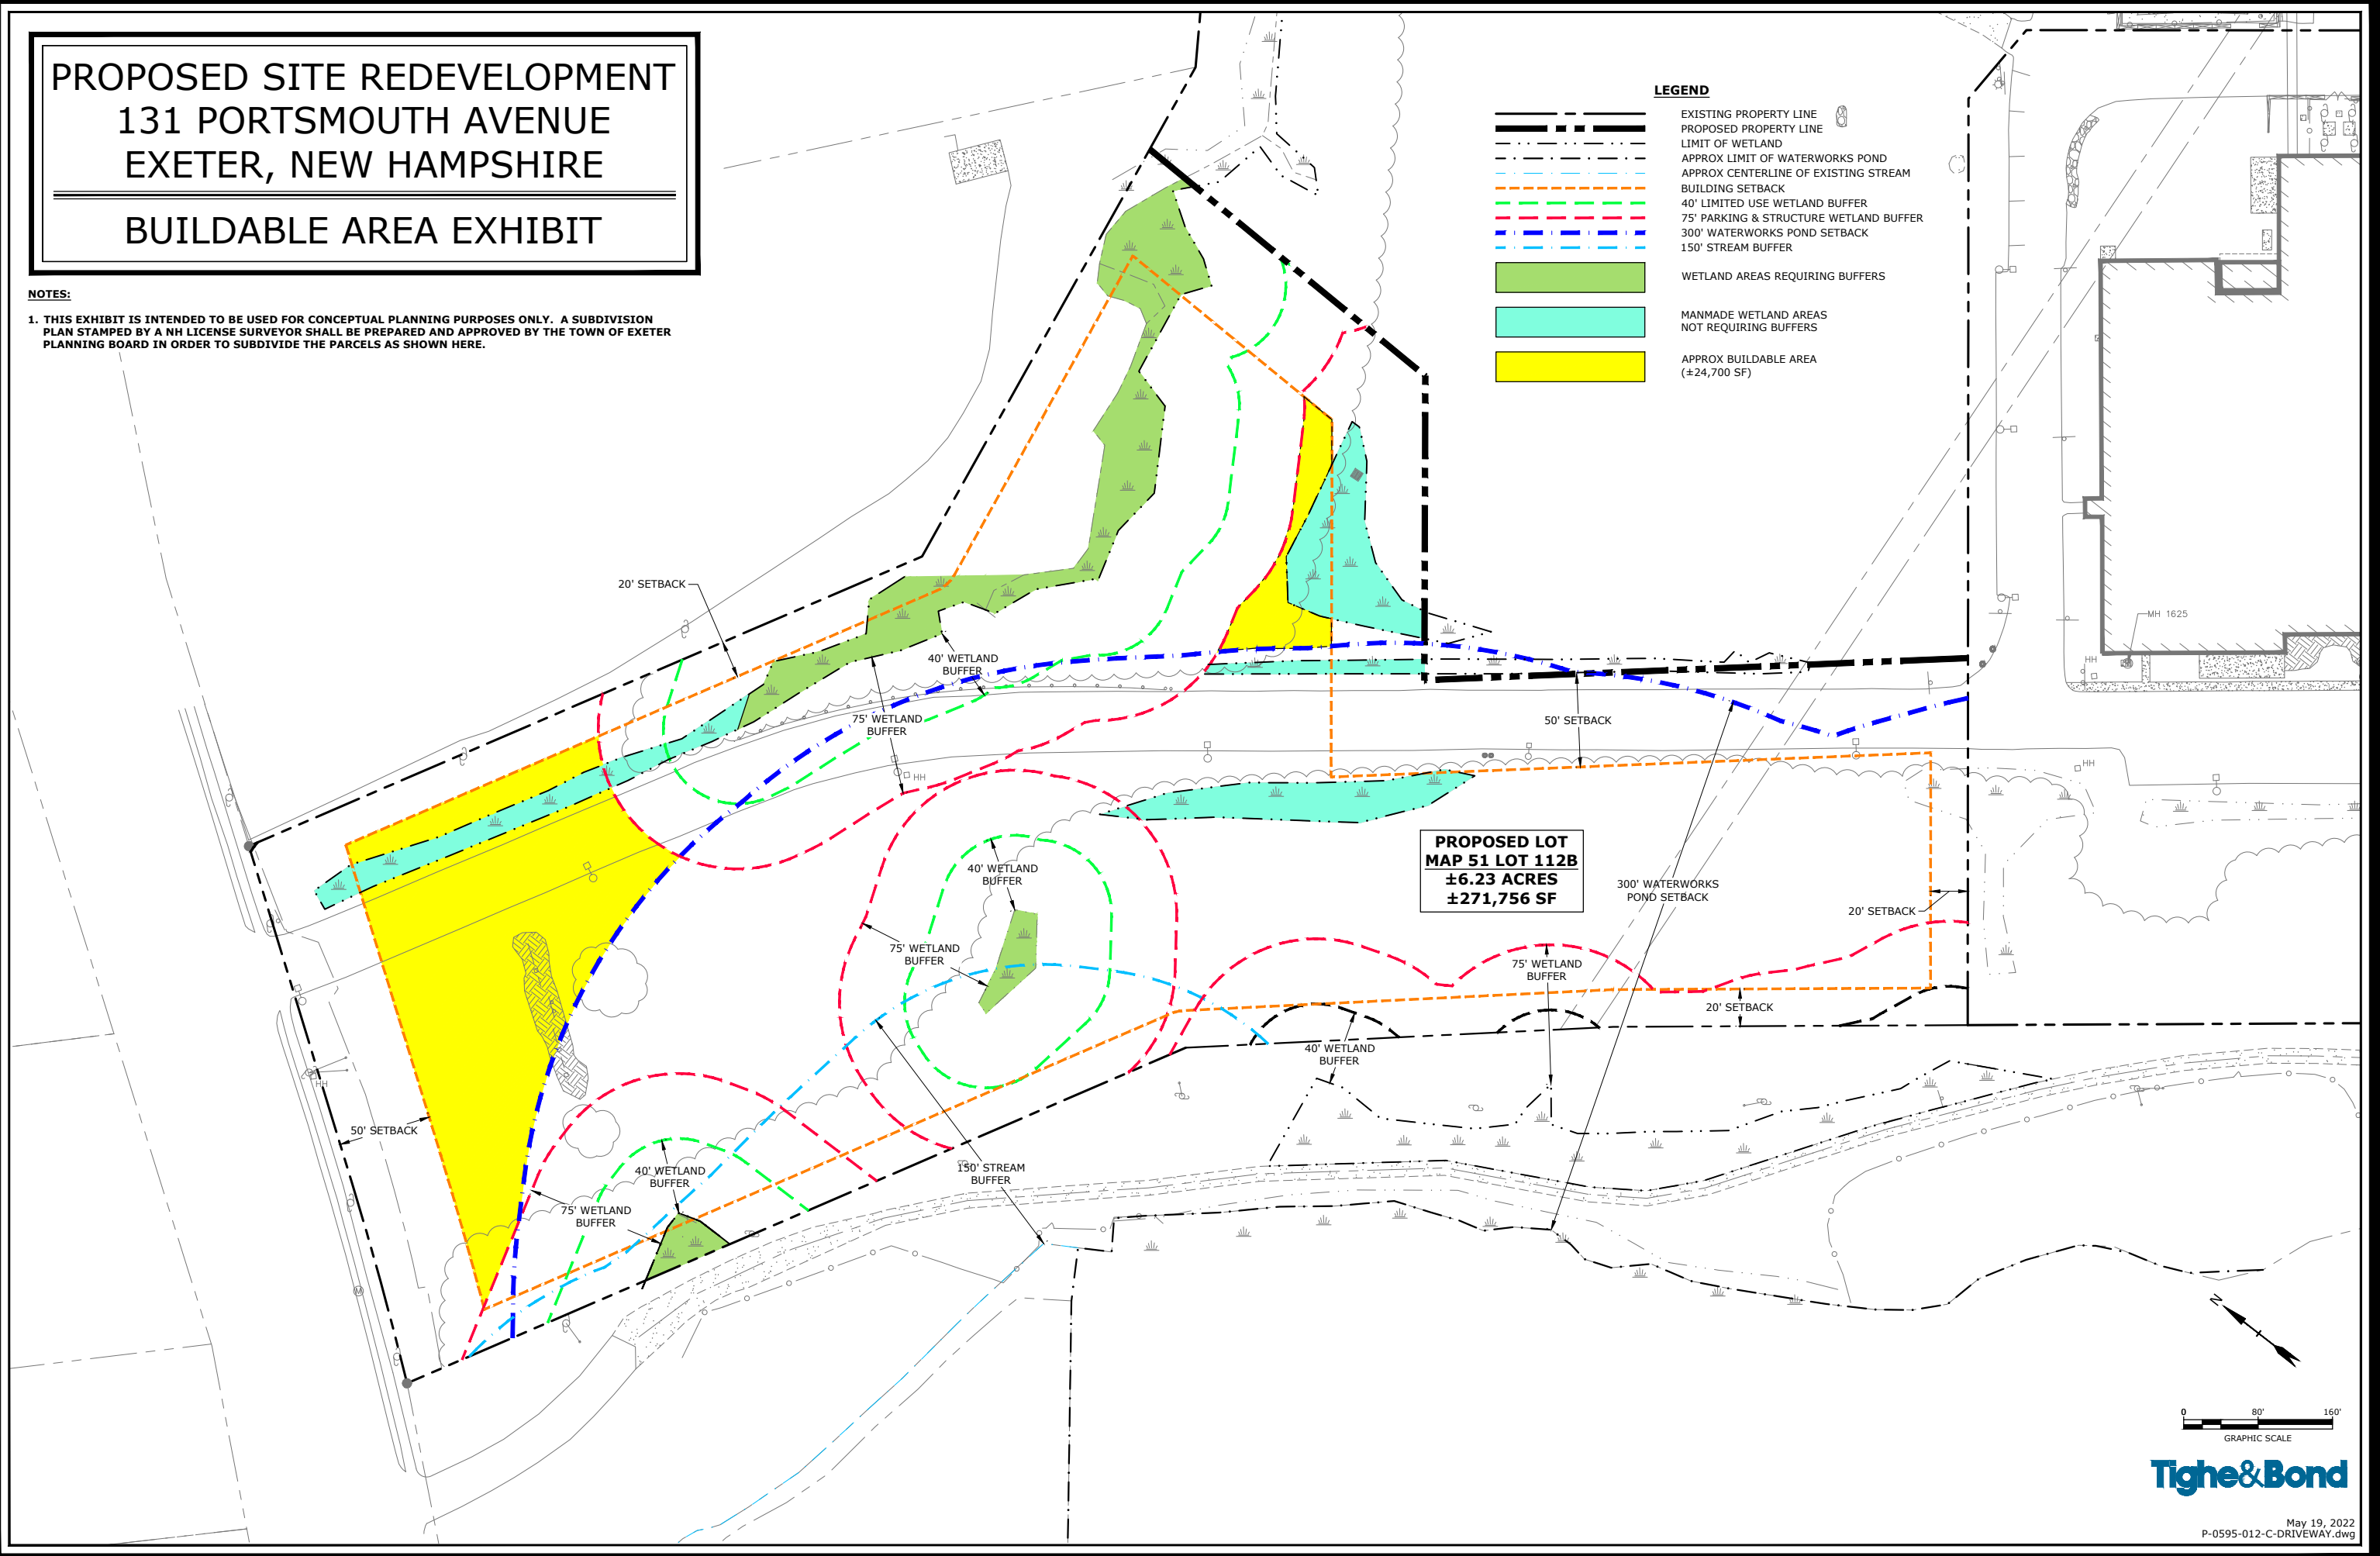 PROPOSED SITE REDEVELOPMENT
131 PORTSMOUTH AVENUE
EXETER, NEW HAMPSHIRE
BUILDABLE AREA EXHIBIT
NOTES:
1. THIS EXHIBIT IS INTENDED TO BE USED FOR CONCEPTUAL PLANNING PURPOSES ONLY. A SUBDIVISION
PLAN STAMPED BY A NH LICENSE SURVEYOR SHALL BE PREPARED AND APPROVED BY THE TOWN OF EXETER
PLANNING BOARD IN ORDER TO SUBDIVIDE THE PARCELS AS SHOWN HERE.
LEGEND
EXISTING PROPERTY LINE
PROPOSED PROPERTY LINE
LIMIT OF WETLAND
APPROX LIMIT OF WATERWORKS POND
APPROX CENTERLINE OF EXISTING STREAM
BUILDING SETBACK
40' LIMITED USE WETLAND BUFFER
75' PARKING & STRUCTURE WETLAND BUFFER
300' WATERWORKS POND SETBACK
150' STREAM BUFFER
WETLAND AREAS REQUIRING BUFFERS
MANMADE WETLAND AREAS
NOT REQUIRING BUFFERS
APPROX BUILDABLE AREA
(±24,700 SF)
20' SETBACK
MH 1625
HH
40' WETLAND
BUFFER
75' WETLAND
BUFFER
50' SETBACK
HH
HH
PROPOSED LOT
MAP 51 LOT 112B
±6.23 ACRES
±271,756 SF
40' WETLAND
BUFFER
300' WATERWORKS
POND SETBACK
20' SETBACK
75' WETLAND
BUFFER
75' WETLAND
BUFFER
20' SETBACK
40' WETLAND
BUFFER
HH
50' SETBACK
40' WETLAND
BUFFER
150' STREAM
BUFFER
75' WETLAND
BUFFER
M
N
0 80' 160'
GRAPHIC SCALE
Tighe&Bond
May 19, 2022
P-0595-012-C-DRIVEWAY.dwg